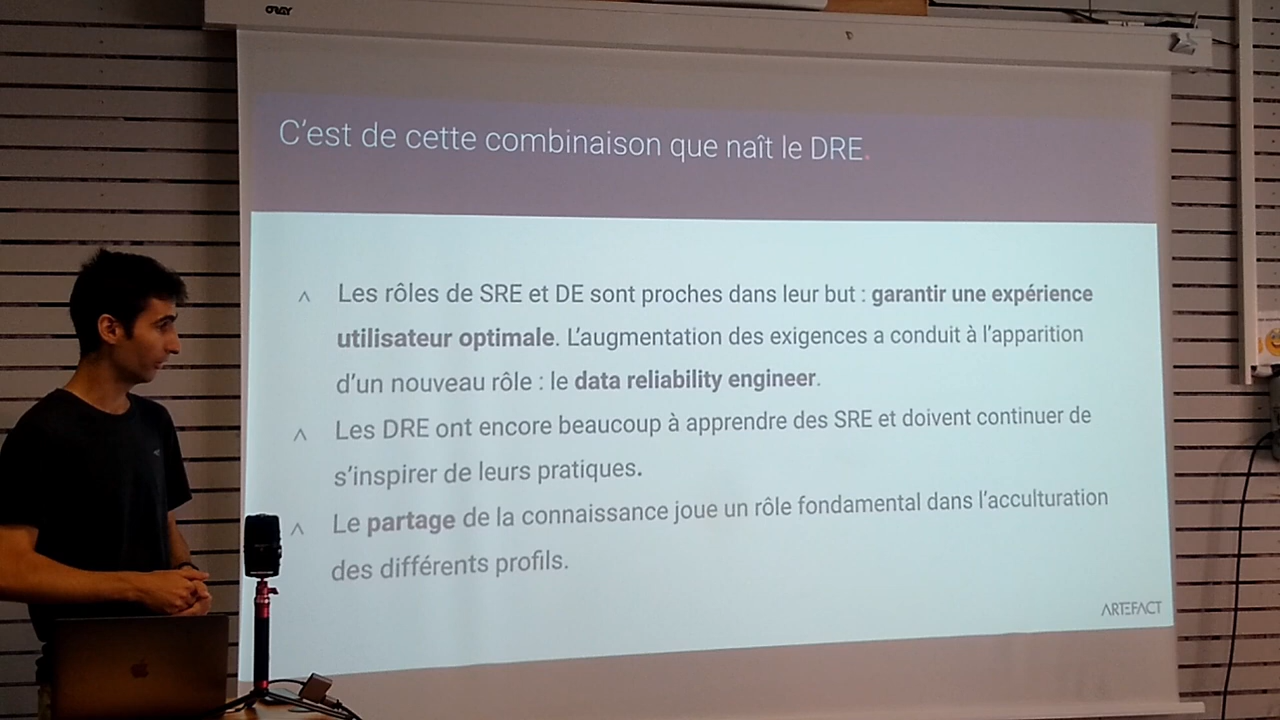 ORAY
C'est de cette combinaison que naît le DRE.
^ Les rôles de SRE et DE sont proches dans leur but : garantir une expérience
utilisateur optimale. L'augmentation des exigences a conduit à l'apparition
d'un nouveau rôle : le data reliability engineer.
^ Les DRE ont encore beaucoup à apprendre des SRE et doivent continuer de
s'inspirer de leurs pratiques.
^ Le partage de la connaissance joue un rôle fondamental dans l'acculturation
des différents profils.
ARTEFACT